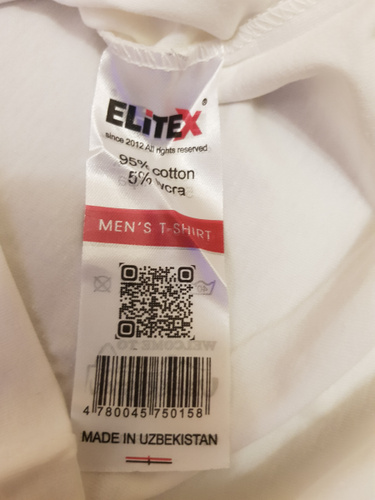 ELiTEX®
since 2012 All rights reserved
95% cotton
5% lycra
MEN'S T-SHIRT
4 780045 750158
MADE IN UZBEKISTAN